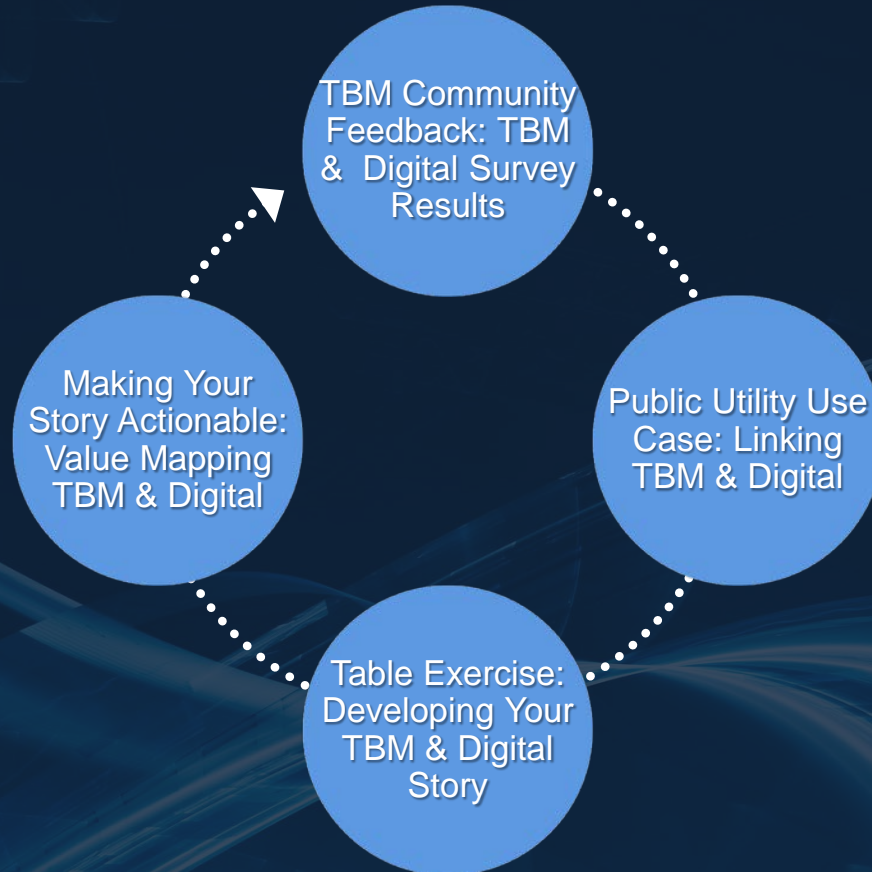 TBM Community
Feedback: TBM
& Digital Survey
Results
Public Utility Use
Case: Linking
TBM & Digital
Table Exercise:
Developing Your
TBM & Digital
Story
Making Your
Story Actionable:
Value Mapping
TBM & Digital